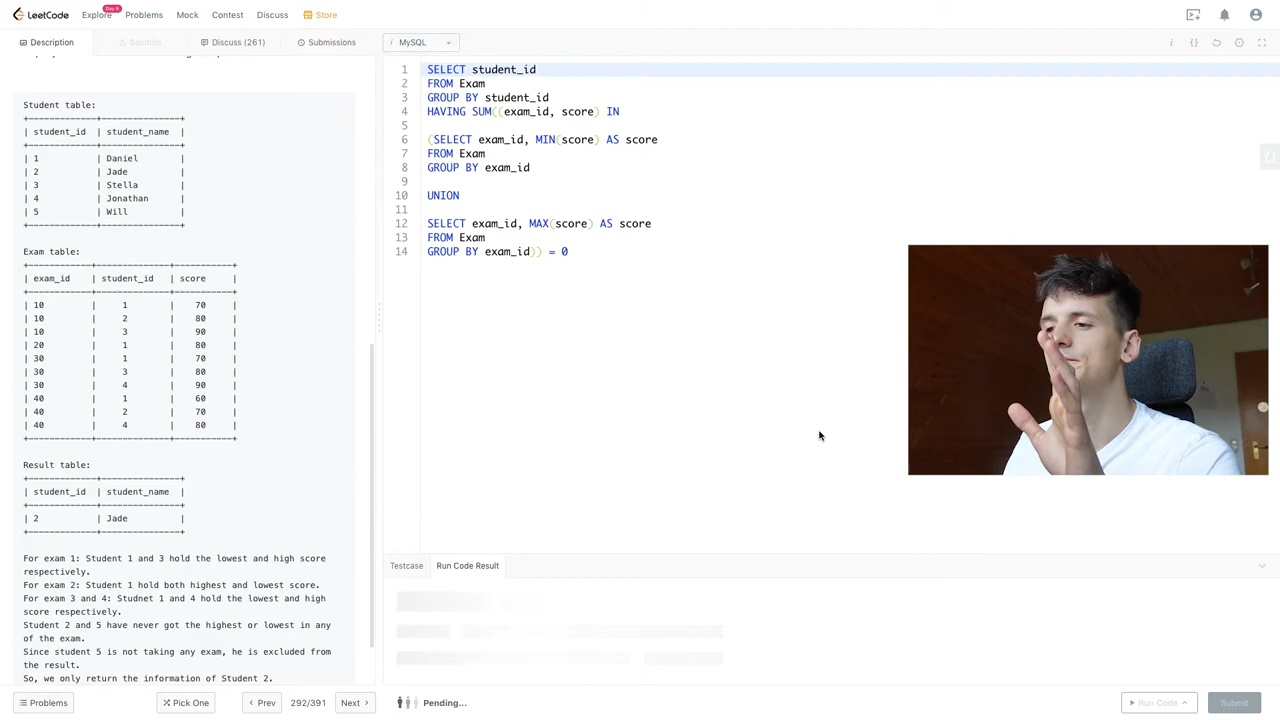 LeetCode Explore Day 6 Problems Mock Contest Discuss Store
Description Solution Discuss (261) Submissions i MySQL
Student table:
+------------+--------------+
| student_id | student_name |
+------------+--------------+
| 1 | Daniel |
| 2 | Jade |
| 3 | Stella |
| 4 | Jonathan |
| 5 | Will |
+------------+--------------+
Exam table:
+------------+--------------+-----------+
| exam_id | student_id | score |
+------------+--------------+-----------+
| 10 | 1 | 70 |
| 10 | 2 | 80 |
| 10 | 3 | 90 |
| 20 | 1 | 80 |
| 30 | 1 | 70 |
| 30 | 3 | 80 |
| 30 | 4 | 90 |
| 40 | 1 | 60 |
| 40 | 2 | 70 |
| 40 | 4 | 80 |
+------------+--------------+-----------+
Result table:
+------------+--------------+
| student_id | student_name |
+------------+--------------+
| 2 | Jade |
+------------+--------------+
For exam 1: Student 1 and 3 hold the lowest and high score
respectively.
For exam 2: Student 1 hold both highest and lowest score.
For exam 3 and 4: Studnet 1 and 4 hold the lowest and high
score respectively.
Student 2 and 5 have never got the highest or lowest in any
of the exam.
Since student 5 is not taking any exam, he is excluded from
the result.
So, we only return the information of Student 2.
1 SELECT student_id
2 FROM Exam
3 GROUP BY student_id
4 HAVING SUM((exam_id, score) IN
5
6 (SELECT exam_id, MIN(score) AS score
7 FROM Exam
8 GROUP BY exam_id
9
10 UNION
11
12 SELECT exam_id, MAX(score) AS score
13 FROM Exam
14 GROUP BY exam_id)) = 0
Testcase Run Code Result
Problems Pick One Prev 292/391 Next Pending... Run Code Submit